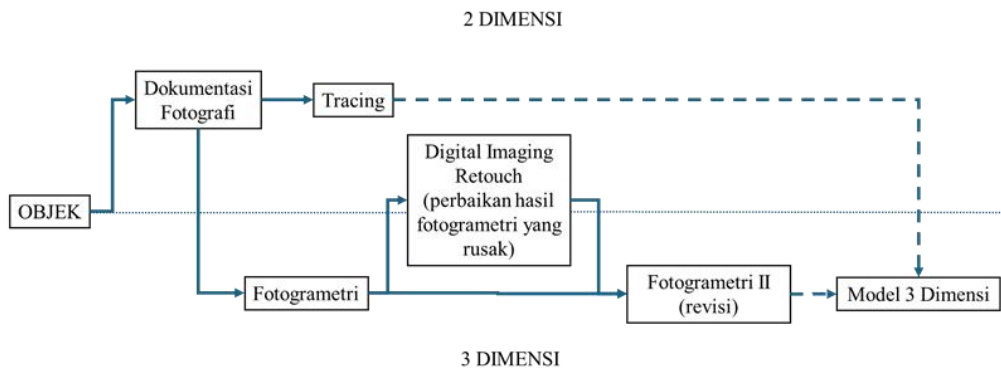 2 DIMENSI
Dokumentasi
Fotografi
Tracing
Digital Imaging
Retouch
(perbaikan hasil
fotogrametri yang
rusak)
OBJEK
Fotogrametri
Fotogrametri II
(revisi)
Model 3 Dimensi
3 DIMENSI